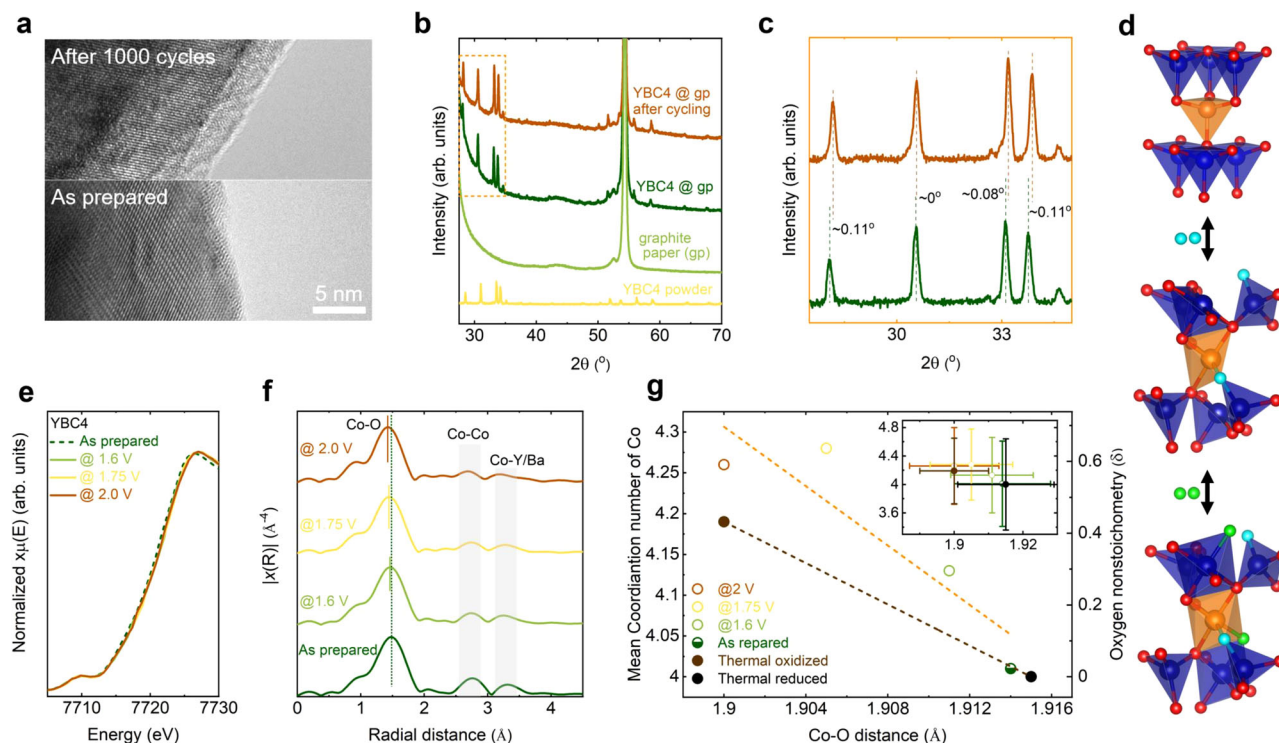 a
After 1000 cycles
As prepared
5 nm
b
Intensity (arb. units)
YBC4 @ gp
after cycling
YBC4 @ gp
graphite
paper (gp)
YBC4 powder
30 40 50 60 70
2θ (°)
c
Intensity (arb. units)
~0.11°
~0°
~0.08°
~0.11°
30 33
2θ (°)
d
e
Normalized xμ(E) (arb. units)
YBC4
As prepared
@ 1.6 V
@ 1.75 V
@ 2.0 V
7710 7720 7730
Energy (eV)
f
|x(R)| (Å⁻⁴)
Co-O
Co-Co
Co-Y/Ba
@ 2.0 V
@1.75 V
@1.6 V
As prepared
0 1 2 3 4
Radial distance (Å)
g
Mean Coordiantion number of Co
4.3
4.25
4.2
4.15
4.1
4.05
4
@2 V
@1.75 V
@1.6 V
As repared
Thermal oxidized
Thermal reduced
4.8
4.4
4
3.6
1.9 1.92
0.6
0.4
0.2
0
Oxygen nonstoichometry (δ)
1.9 1.904 1.908 1.912 1.916
Co-O distance (Å)